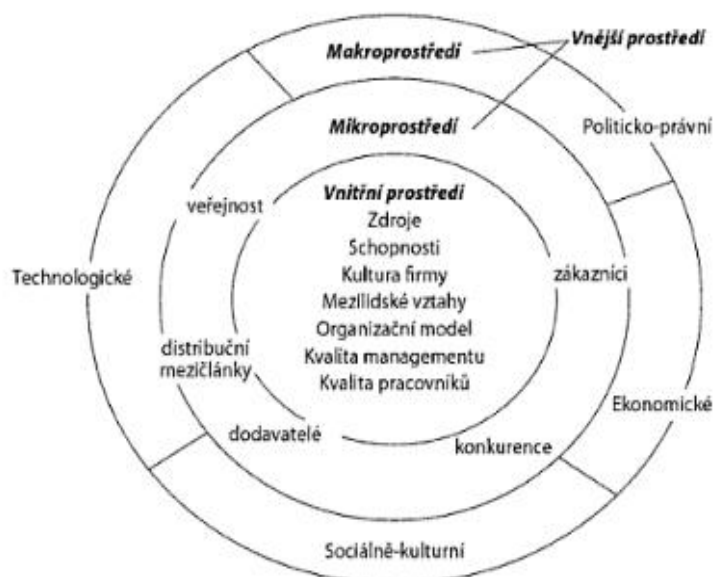 Makroprostředí
Vnější prostředí
Mikroprostředí
Politicko-právní
Vnitřní prostředí
veřejnost
Zdroje
Schopnosti
Technologické
Kultura firmy
zákazníci
Mezilidské vztahy
Organizační model
distribuční
mezičlánky
Kvalita managementu
Kvalita pracovníků
Ekonomické
dodavatelé
konkurence
Sociálně-kulturní